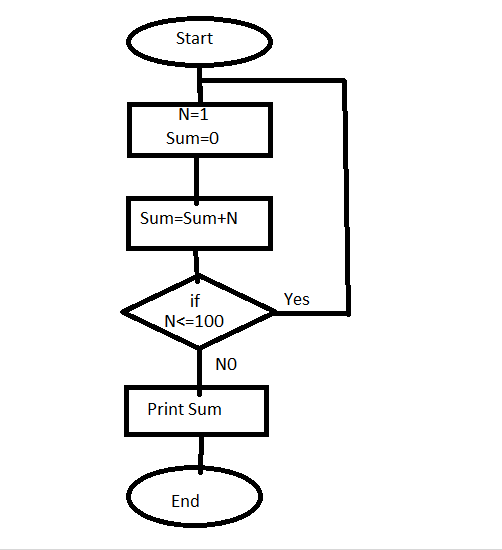 Start
N=1
Sum=0
Sum=Sum+N
if
N<=100
Yes
N0
Print Sum
End